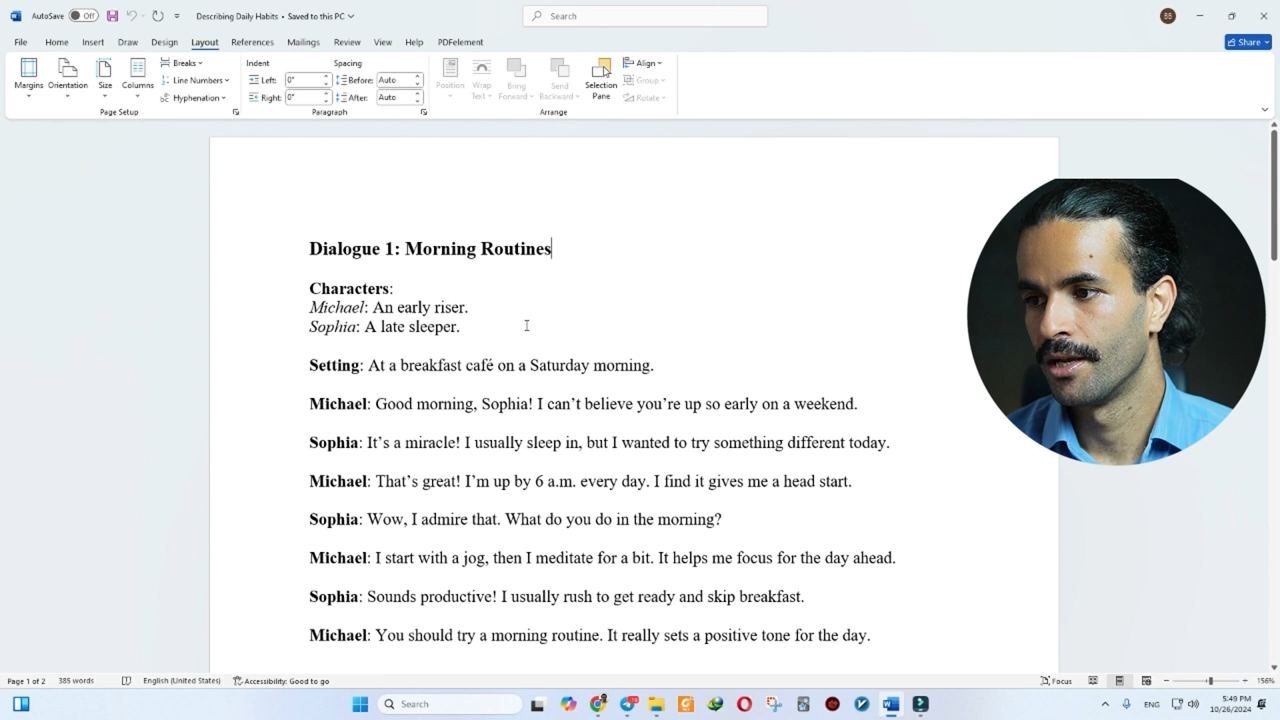 AutoSave Off Describing Daily Habits • Saved to this PC Search BB
File Home Insert Draw Design Layout References Mailings Review View Help PDFelement Share
Margins Orientation Size Columns Breaks Line Numbers Hyphenation
Page Setup
Indent Spacing
Left: 0" Before: Auto
Right: 0" After: Auto
Paragraph
Position Wrap Text Bring Forward Send Backward Selection Pane Align Group Rotate
Arrange
Dialogue 1: Morning Routines
Characters:
Michael: An early riser.
Sophia: A late sleeper.
Setting: At a breakfast café on a Saturday morning.
Michael: Good morning, Sophia! I can’t believe you’re up so early on a weekend.
Sophia: It’s a miracle! I usually sleep in, but I wanted to try something different today.
Michael: That’s great! I’m up by 6 a.m. every day. I find it gives me a head start.
Sophia: Wow, I admire that. What do you do in the morning?
Michael: I start with a jog, then I meditate for a bit. It helps me focus for the day ahead.
Sophia: Sounds productive! I usually rush to get ready and skip breakfast.
Michael: You should try a morning routine. It really sets a positive tone for the day.
Page 1 of 2 385 words English (United States) Accessibility: Good to go Focus 156%
Search ENG 5:49 PM
10/26/2024